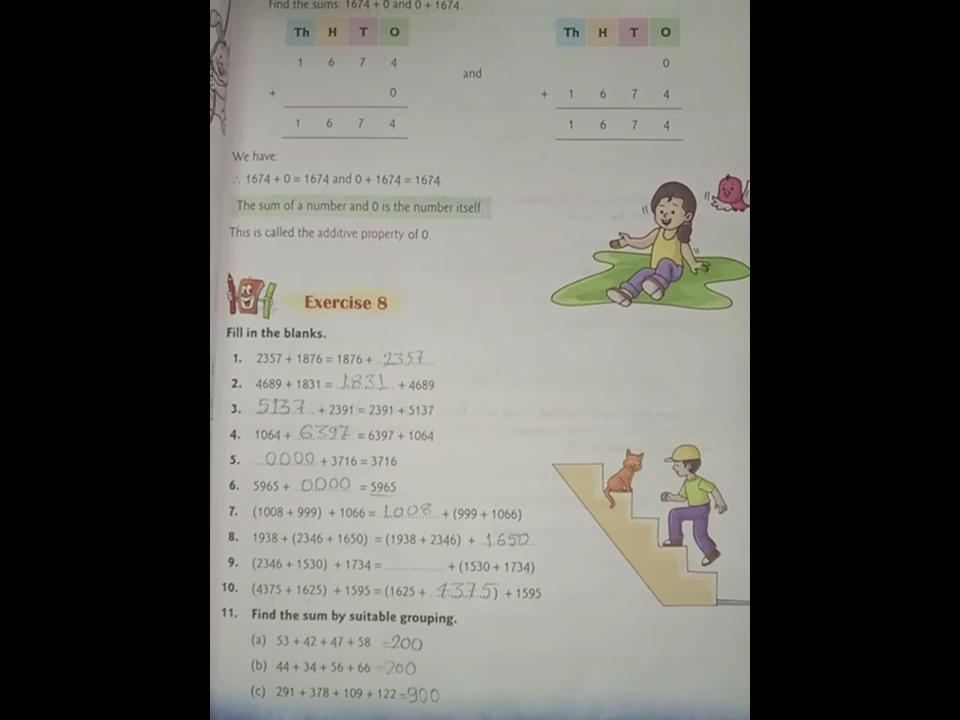 Find the sums: 1674 + 0 and 0 + 1674.
Th H T O
1 6 7 4
+ 0
1 6 7 4
and
Th H T O
0
+ 1 6 7 4
1 6 7 4
We have:
∴ 1674 + 0 = 1674 and 0 + 1674 = 1674.
The sum of a number and 0 is the number itself.
This is called the additive property of 0.
Exercise 8
Fill in the blanks.
1. 2357 + 1876 = 1876 + 2357
2. 4689 + 1831 = 1831 + 4689
3. 5137 + 2391 = 2391 + 5137
4. 1064 + 6397 = 6397 + 1064
5. 0000 + 3716 = 3716
6. 5965 + 0000 = 5965
7. (1008 + 999) + 1066 = 1008 + (999 + 1066)
8. 1938 + (2346 + 1650) = (1938 + 2346) + 1650
9. (2346 + 1530) + 1734 = ............... + (1530 + 1734)
10. (4375 + 1625) + 1595 = (1625 + 4375) + 1595
11. Find the sum by suitable grouping.
(a) 53 + 42 + 47 + 58 =200
(b) 44 + 34 + 56 + 66 =200
(c) 291 + 378 + 109 + 122 =900